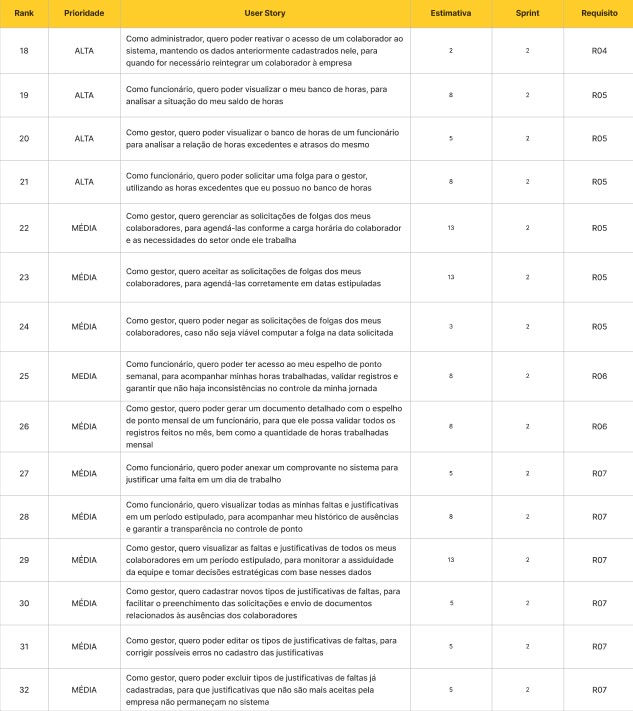 Rank Prioridade User Story Estimativa Sprint Requisito
Como administrador, quero poder reativar o acesso de um colaborador ao
18 ALTA sistema, mantendo os dados anteriormente cadastrados nele, para 2 2 R04
quando for necessário reintegrar um colaborador à empresa
19 ALTA Como funcionário, quero poder visualizar o meu banco de horas, para 8 2 R05
analisar a situação do meu saldo de horas
20 ALTA Como gestor, quero poder visualizar o banco de horas de um funcionário 5 2 R05
para analisar a relação de horas excedentes e atrasos do mesmo
21 ALTA Como funcionário, quero poder solicitar uma folga para o gestor, 8 2 R05
utilizando as horas excedentes que eu possuo no banco de horas
Como gestor, quero gerenciar as solicitações de folgas dos meus
22 MÉDIA colaboradores, para agendá-las conforme a carga horária do colaborador 13 2 R05
e as necessidades do setor onde ele trabalha
23 MÉDIA Como gestor, quero aceitar as solicitações de folgas dos meus 13 2 R05
colaboradores, para agendá-las corretamente em datas estipuladas
24 MÉDIA Como gestor, quero poder negar as solicitações de folgas dos meus 3 2 R05
colaboradores, caso não seja viável computar a folga na data solicitada
Como funcionário, quero poder ter acesso ao meu espelho de ponto
25 MEDIA semanal, para acompanhar minhas horas trabalhadas, validar registros e 8 2 R06
garantir que não haja inconsistências no controle da minha jornada
Como gestor, quero poder gerar um documento detalhado com o espelho
26 MÉDIA de ponto mensal de um funcionário, para que ele possa validar todos os 8 2 R06
registros feitos no mês, bem como a quantidade de horas trabalhadas
mensal
27 MÉDIA Como funcionário, quero poder anexar um comprovante no sistema para 5 2 R07
justificar uma falta em um dia de trabalho
Como funcionário, quero visualizar todas as minhas faltas e justificativas
28 MÉDIA em um período estipulado, para acompanhar meu histórico de ausências 8 2 R07
e garantir a transparência no controle de ponto
Como gestor, quero visualizar as faltas e justificativas de todos os meus
29 MÉDIA colaboradores em um período estipulado, para monitorar a assiduidade 13 2 R07
da equipe e tomar decisões estratégicas com base nesses dados
Como gestor, quero cadastrar novos tipos de justificativas de faltas, para
30 MÉDIA facilitar o preenchimento das solicitações e envio de documentos 5 2 R07
relacionados às ausências dos colaboradores
31 MÉDIA Como gestor, quero poder editar os tipos de justificativas de faltas, para 5 2 R07
corrigir possíveis erros no cadastro das justificativas
Como gestor, quero poder excluir tipos de justificativas de faltas já
32 MÉDIA cadastradas, para que justificativas que não são mais aceitas pela 5 2 R07
empresa não permaneçam no sistema